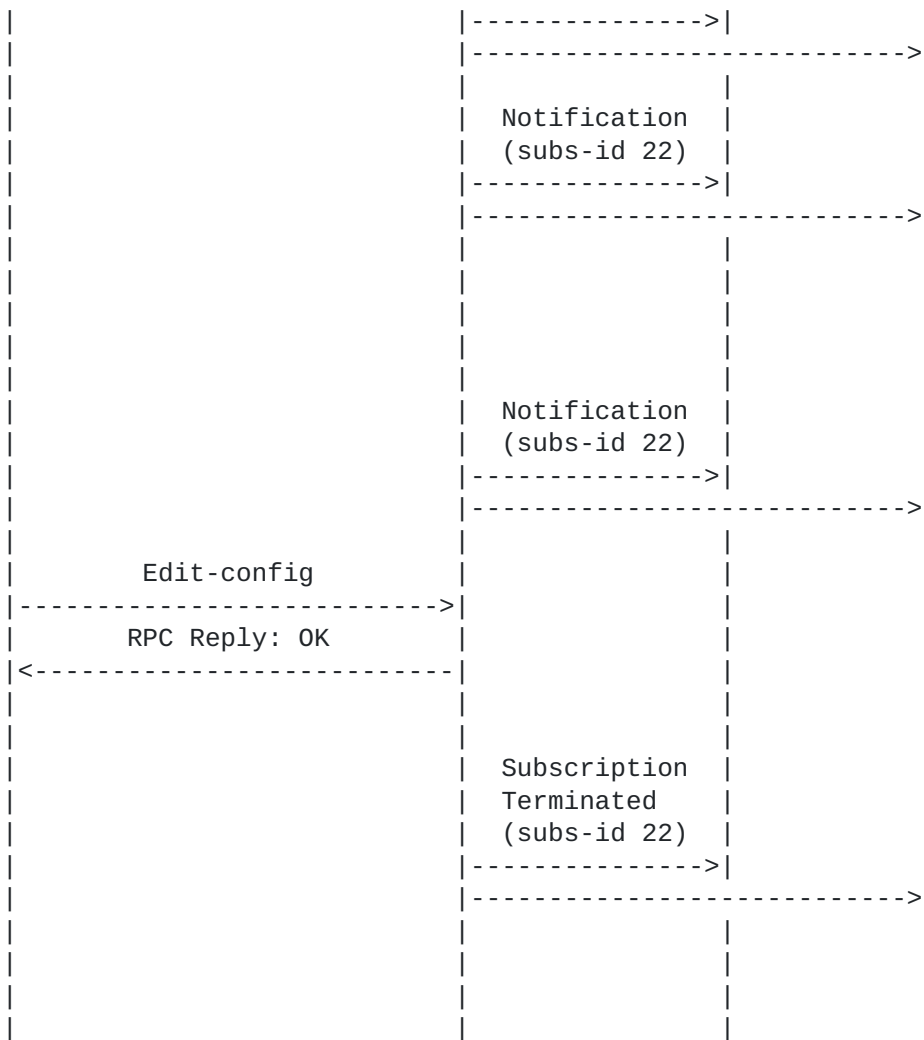 Notification
(subs-id 22)
Notification
(subs-id 22)
Edit-config
RPC Reply: OK
Subscription
Terminated
(subs-id 22)